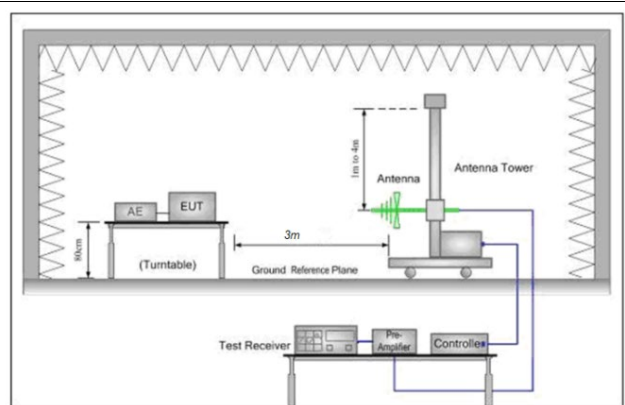 1m to 4m
Antenna
Antenna Tower
AE
EUT
80cm
(Turntable)
3m
Ground Reference Plane
Test Receiver
Pre-
Amplifier
Controller